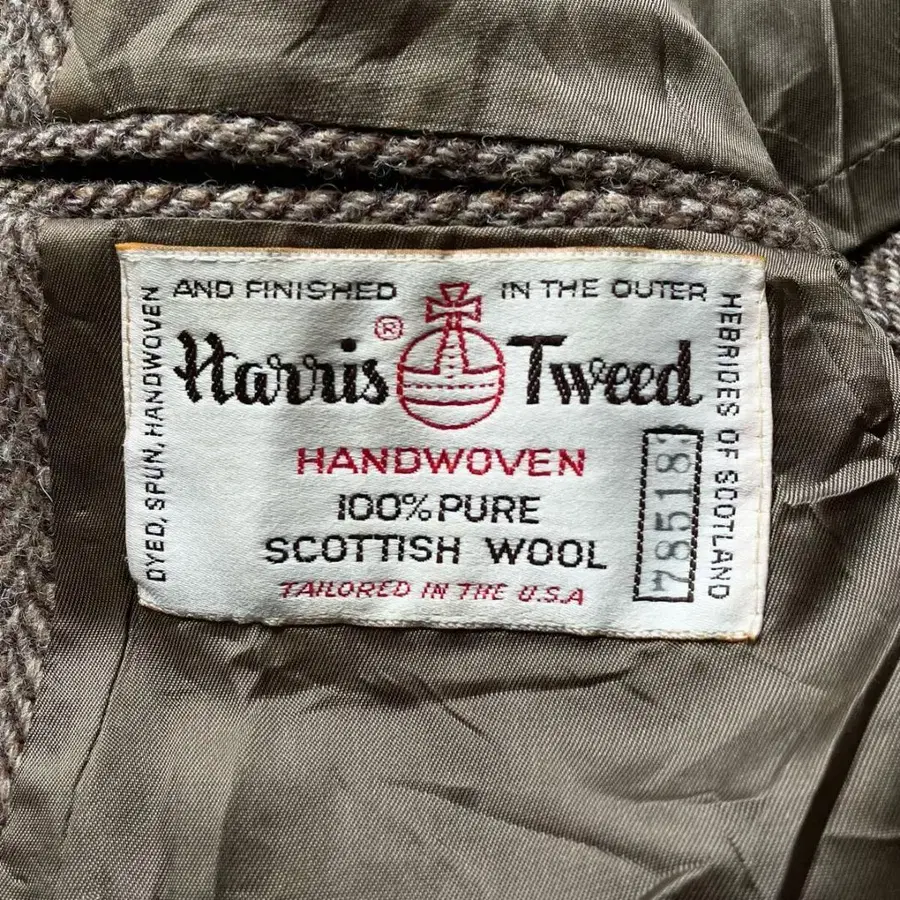 DYED, SPUN, HANDWOVEN
AND FINISHED IN THE OUTER
HEBRIDES OF SCOTLAND
Harris® Tweed
HANDWOVEN
100% PURE
SCOTTISH WOOL
TAILORED IN THE U.S.A